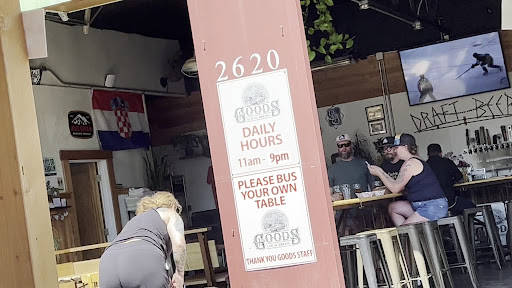 2620
GOODS
DAILY
HOURS
11am - 9pm
PLEASE BUS
YOUR OWN
TABLE
GOODS
THANK YOU GOODS STAFF
DRAFT BEER